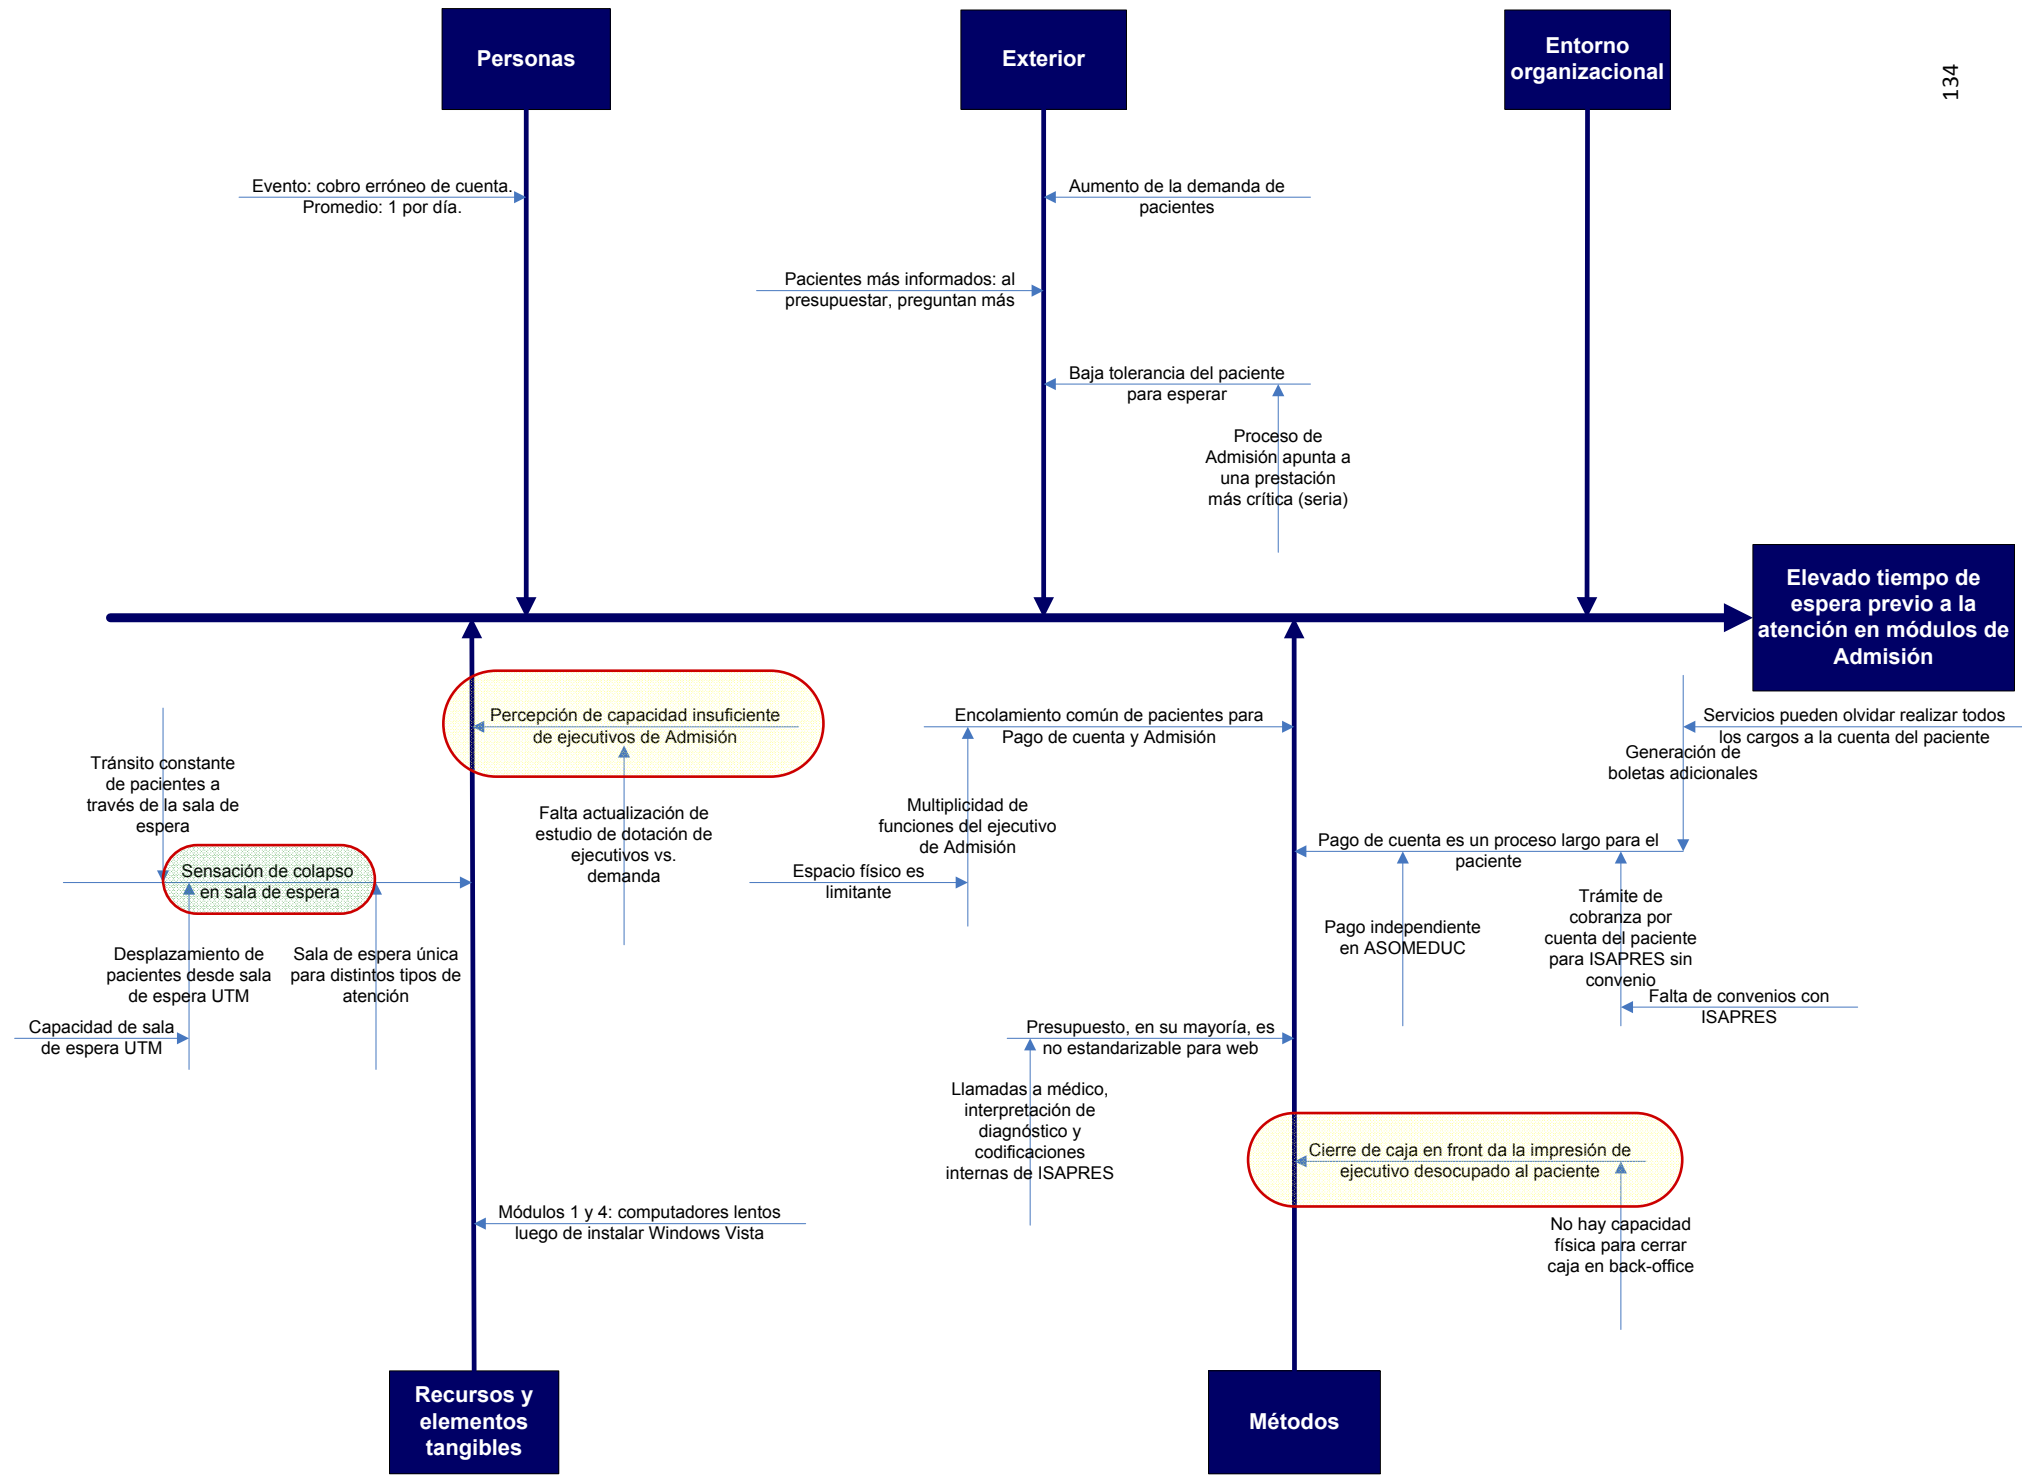 Personas
Exterior
Entorno
organizacional
134
Evento: cobro erróneo de cuenta.
Promedio: 1 por día.
Aumento de la demanda de
pacientes
Pacientes más informados: al
presupuestar, preguntan más
Baja tolerancia del paciente
para esperar
Proceso de
Admisión apunta a
una prestación
más crítica (seria)
Elevado tiempo de
espera previo a la
atención en módulos de
Admisión
Percepción de capacidad insuficiente
de ejecutivos de Admisión
Encolamiento común de pacientes para
Pago de cuenta y Admisión
Servicios pueden olvidar realizar todos
los cargos a la cuenta del paciente
Generación de
boletas adicionales
Tránsito constante
de pacientes a
través de la sala de
espera
Falta actualización de
estudio de dotación de
ejecutivos vs.
demanda
Multiplicidad de
funciones del ejecutivo
de Admisión
Pago de cuenta es un proceso largo para el
paciente
Sensación de colapso
en sala de espera
Espacio físico es
limitante
Trámite de
cobranza por
cuenta del paciente
para ISAPRES sin
convenio
Pago independiente
en ASOMEDUC
Desplazamiento de
pacientes desde sala
de espera UTM
Sala de espera única
para distintos tipos de
atención
Falta de convenios con
ISAPRES
Capacidad de sala
de espera UTM
Presupuesto, en su mayoría, es
no estandarizable para web
Llamadas a médico,
interpretación de
diagnóstico y
codificaciones
internas de ISAPRES
Cierre de caja en front da la impresión de
ejecutivo desocupado al paciente
Módulos 1 y 4: computadores lentos
luego de instalar Windows Vista
No hay capacidad
física para cerrar
caja en back-office
Recursos y
elementos
tangibles
Métodos